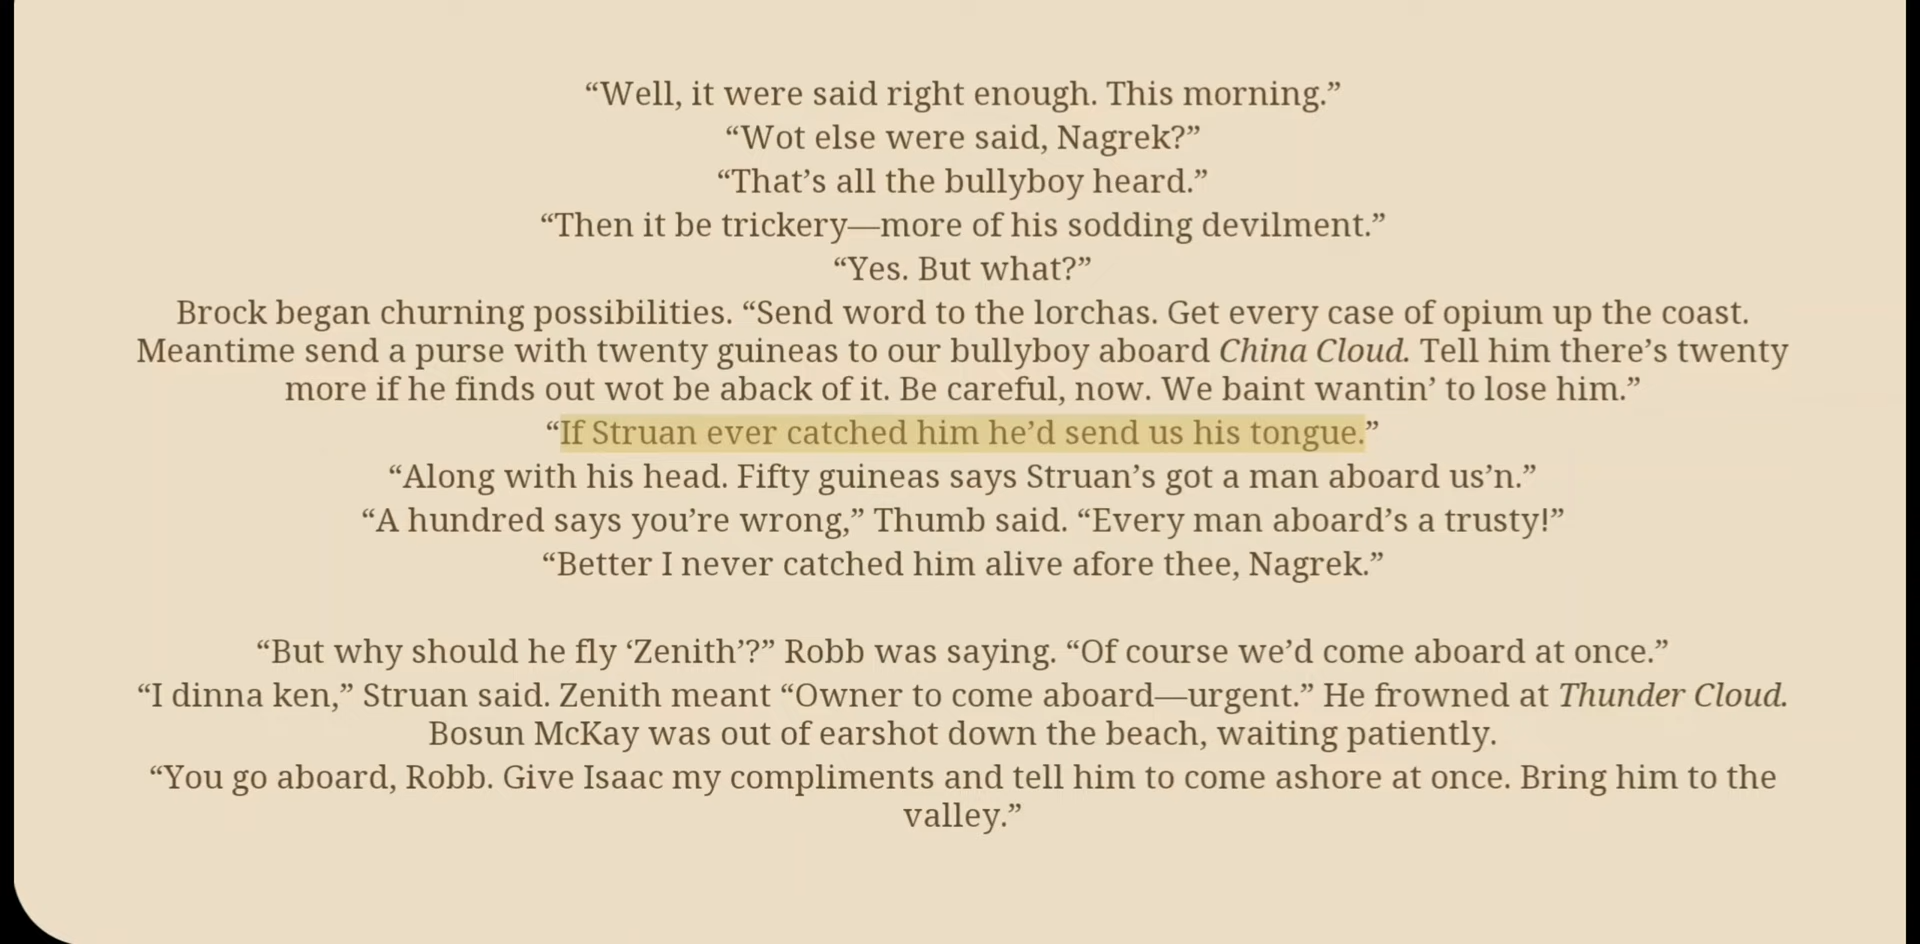 “Well, it were said right enough. This morning.”
“Wot else were said, Nagrek?”
“That’s all the bullyboy heard.”
“Then it be trickery—more of his sodding devilment.”
“Yes. But what?”
Brock began churning possibilities. “Send word to the lorchas. Get every case of opium up the coast.
Meantime send a purse with twenty guineas to our bullyboy aboard China Cloud. Tell him there’s twenty
more if he finds out wot be aback of it. Be careful, now. We baint wantin’ to lose him.”
“If Struan ever catched him he’d send us his tongue.”
“Along with his head. Fifty guineas says Struan’s got a man aboard us’n.”
“A hundred says you’re wrong,” Thumb said. “Every man aboard’s a trusty!”
“Better I never catched him alive afore thee, Nagrek.”
“But why should he fly ‘Zenith’?” Robb was saying. “Of course we’d come aboard at once.”
“I dinna ken,” Struan said. Zenith meant “Owner to come aboard—urgent.” He frowned at Thunder Cloud.
Bosun McKay was out of earshot down the beach, waiting patiently.
“You go aboard, Robb. Give Isaac my compliments and tell him to come ashore at once. Bring him to the
valley.”